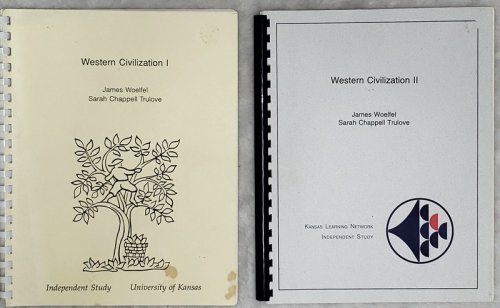 Western Civilization I
James Woelfel
Sarah Chappell Trulove
Independent Study University of Kansas
Western Civilization II
James Woelfel
Sarah Chappell Trulove
Kansas Learning Network
Independent Study